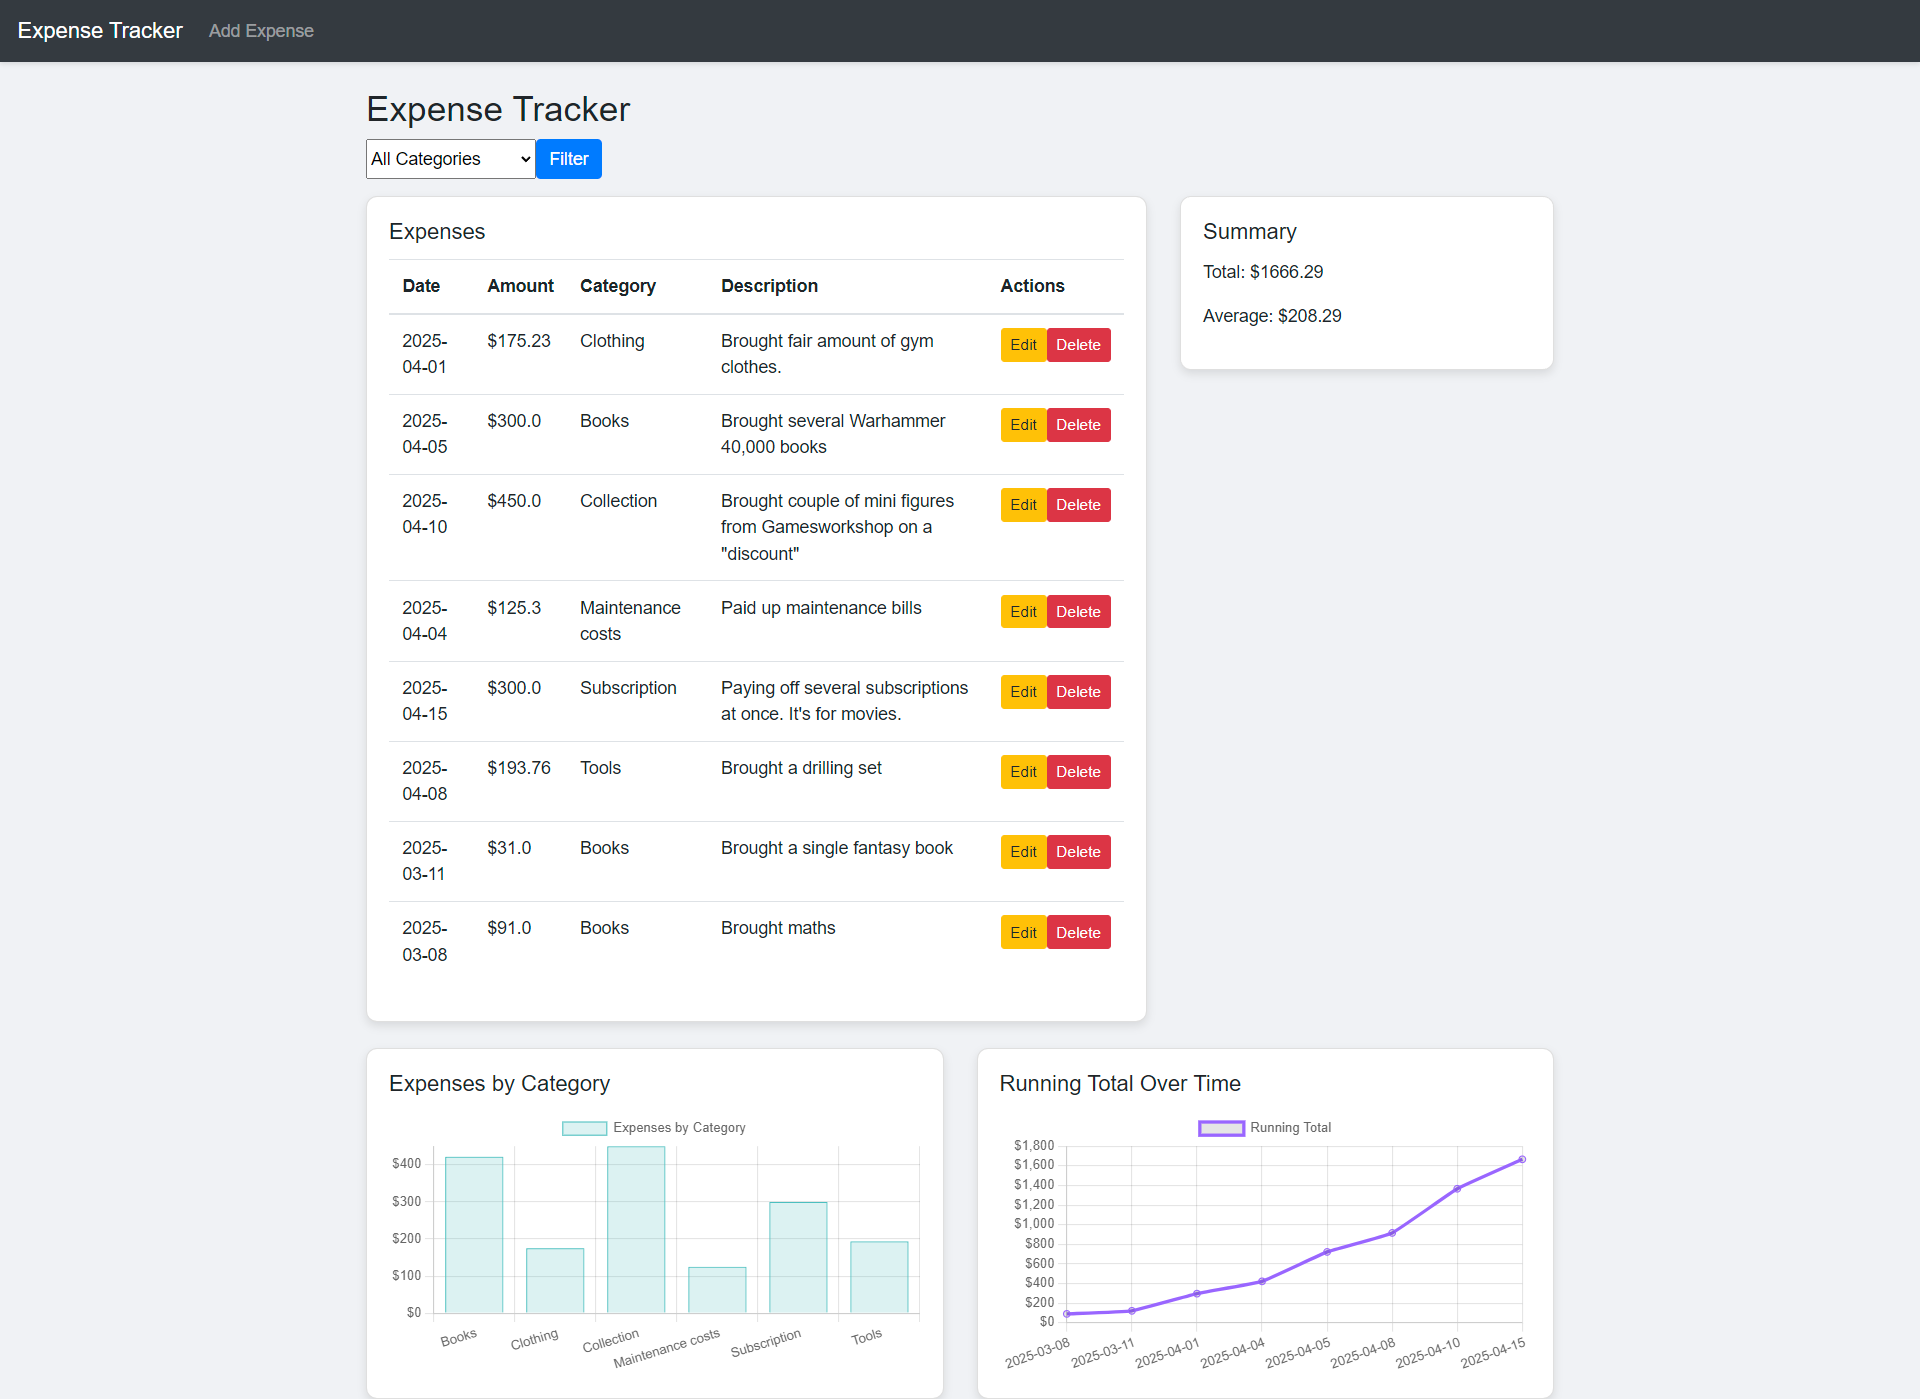 Expense Tracker Add Expense
Expense Tracker
All Categories Filter
Expenses
Date Amount Category Description Actions
2025- $175.23 Clothing Brought fair amount of gym Edit Delete
04-01 clothes.
2025- $300.0 Books Brought several Warhammer Edit Delete
04-05 40,000 books
2025- $450.0 Collection Brought couple of mini figures Edit Delete
04-10 from Gamesworkshop on a
"discount"
2025- $125.3 Maintenance Paid up maintenance bills Edit Delete
04-04 costs
2025- $300.0 Subscription Paying off several subscriptions Edit Delete
04-15 at once. It's for movies.
2025- $193.76 Tools Brought a drilling set Edit Delete
04-08
2025- $31.0 Books Brought a single fantasy book Edit Delete
03-11
2025- $91.0 Books Brought maths Edit Delete
03-08
Summary
Total: $1666.29
Average: $208.29
Expenses by Category
Expenses by Category
$400
$300
$200
$100
$0
Books Clothing Collection Maintenance costs Subscription Tools
Running Total Over Time
Running Total
$1,800
$1,600
$1,400
$1,200
$1,000
$800
$600
$400
$200
$0
2025-03-08 2025-03-11 2025-04-01 2025-04-04 2025-04-05 2025-04-08 2025-04-10 2025-04-15